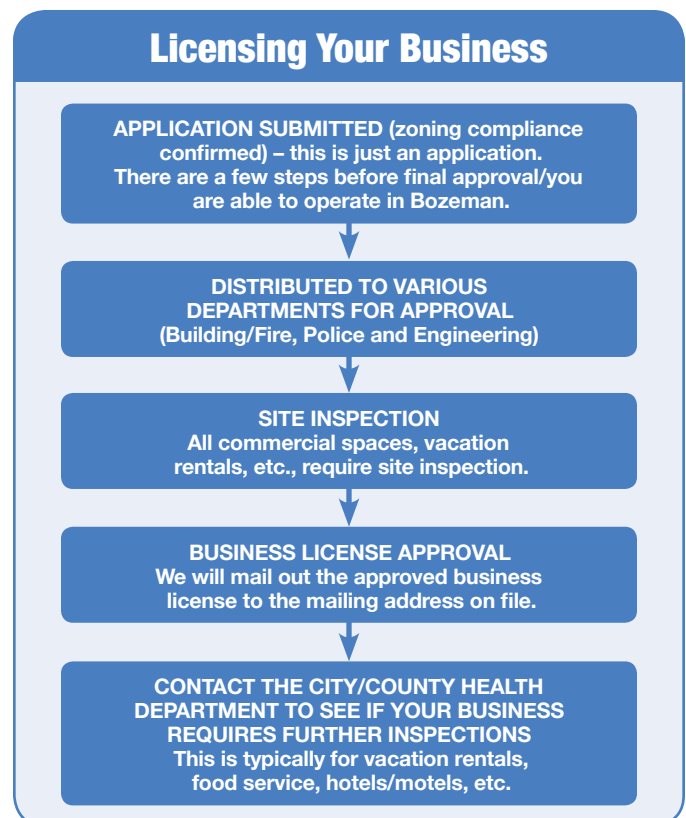 Licensing Your Business
APPLICATION SUBMITTED (zoning compliance
confirmed) – this is just an application.
There are a few steps before final approval/you
are able to operate in Bozeman.
DISTRIBUTED TO VARIOUS
DEPARTMENTS FOR APPROVAL
(Building/Fire, Police and Engineering)
SITE INSPECTION
All commercial spaces, vacation
rentals, etc., require site inspection.
BUSINESS LICENSE APPROVAL
We will mail out the approved business
license to the mailing address on file.
CONTACT THE CITY/COUNTY HEALTH
DEPARTMENT TO SEE IF YOUR BUSINESS
REQUIRES FURTHER INSPECTIONS
This is typically for vacation rentals,
food service, hotels/motels, etc.